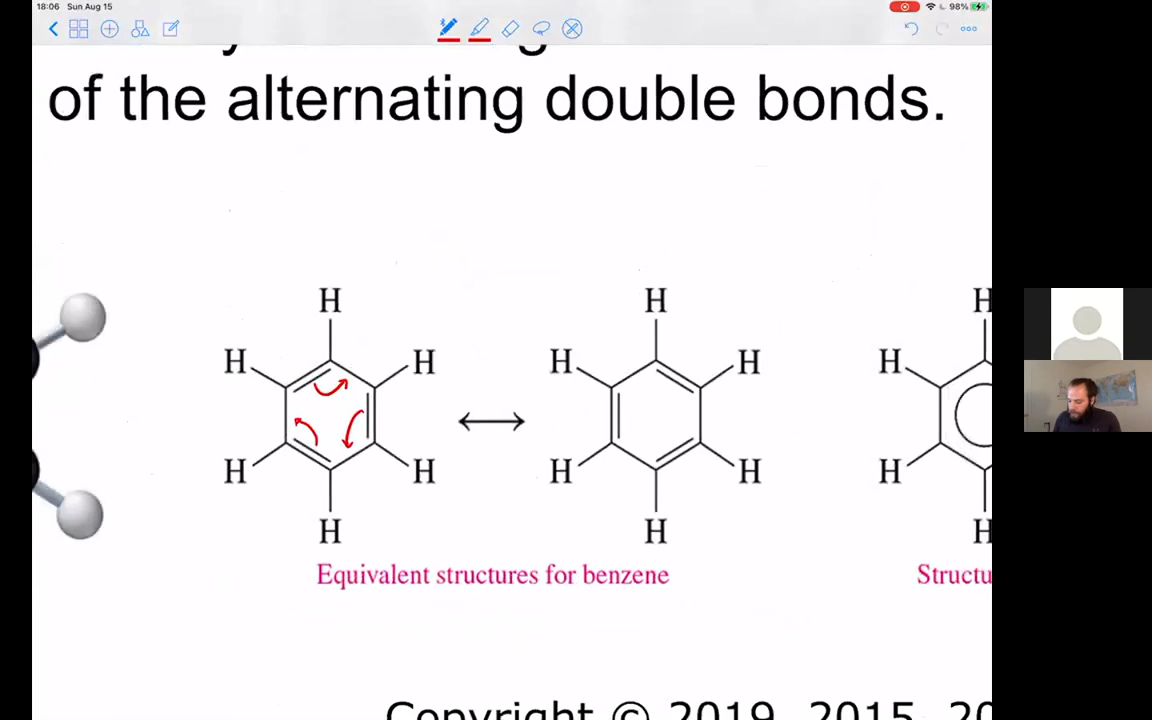 18:06 Sun Aug 15 98%
of the alternating double bonds.
H H H
H H H H H
H H H H H
H H H
Equivalent structures for benzene Structu
Copyright © 2019, 2015, 20